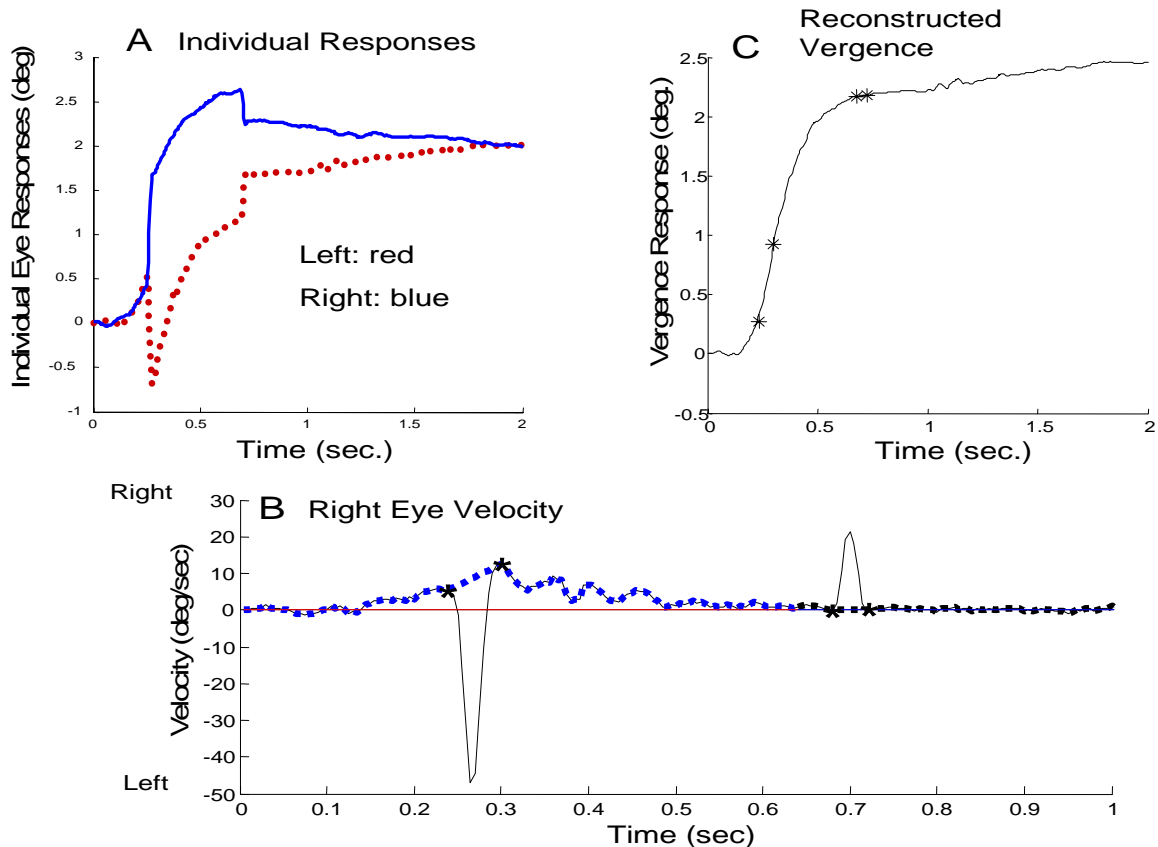 A Individual Responses
3
2.5
2
1.5
1
0.5
0
-0.5
-1
0 0.5 1 1.5 2
Individual Eye Responses (deg)
Left: red
Right: blue
Time (sec.)
C Reconstructed
Vergence
2.5
2
1.5
1
0.5
0
-0.5
0 0.5 1 1.5 2
Vergence Response (deg.)
Time (sec.)
Right
B Right Eye Velocity
30
20
10
0
-10
-20
-30
-40
-50
Left
Velocity (deg/sec)
0 0.1 0.2 0.3 0.4 0.5 0.6 0.7 0.8 0.9 1
Time (sec)